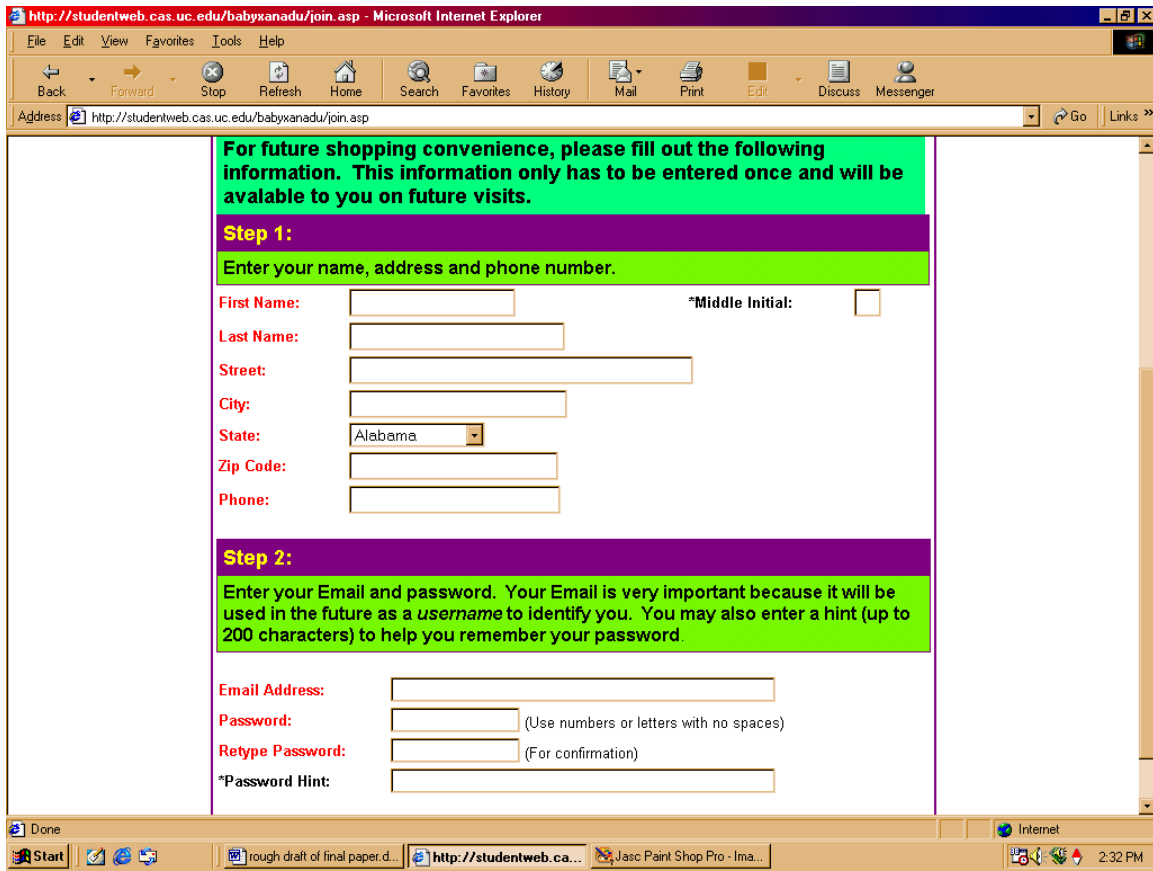 http://studentweb.cas.uc.edu/babyxanadu/join.asp - Microsoft Internet Explorer
File Edit View Favorites Tools Help
Back Forward Stop Refresh Home Search Favorites History Mail Print Edit Discuss Messenger
Address http://studentweb.cas.uc.edu/babyxanadu/join.asp Go Links »
For future shopping convenience, please fill out the following
information. This information only has to be entered once and will be
avalable to you on future visits.
Step 1:
Enter your name, address and phone number.
First Name: *Middle Initial:
Last Name:
Street:
City:
State: Alabama
Zip Code:
Phone:
Step 2:
Enter your Email and password. Your Email is very important because it will be
used in the future as a username to identify you. You may also enter a hint (up to
200 characters) to help you remember your password.
Email Address:
Password: (Use numbers or letters with no spaces)
Retype Password: (For confirmation)
*Password Hint:
Done Internet
Start rough draft of final paper.d... http://studentweb.ca... Jasc Paint Shop Pro - Ima... 2:32 PM